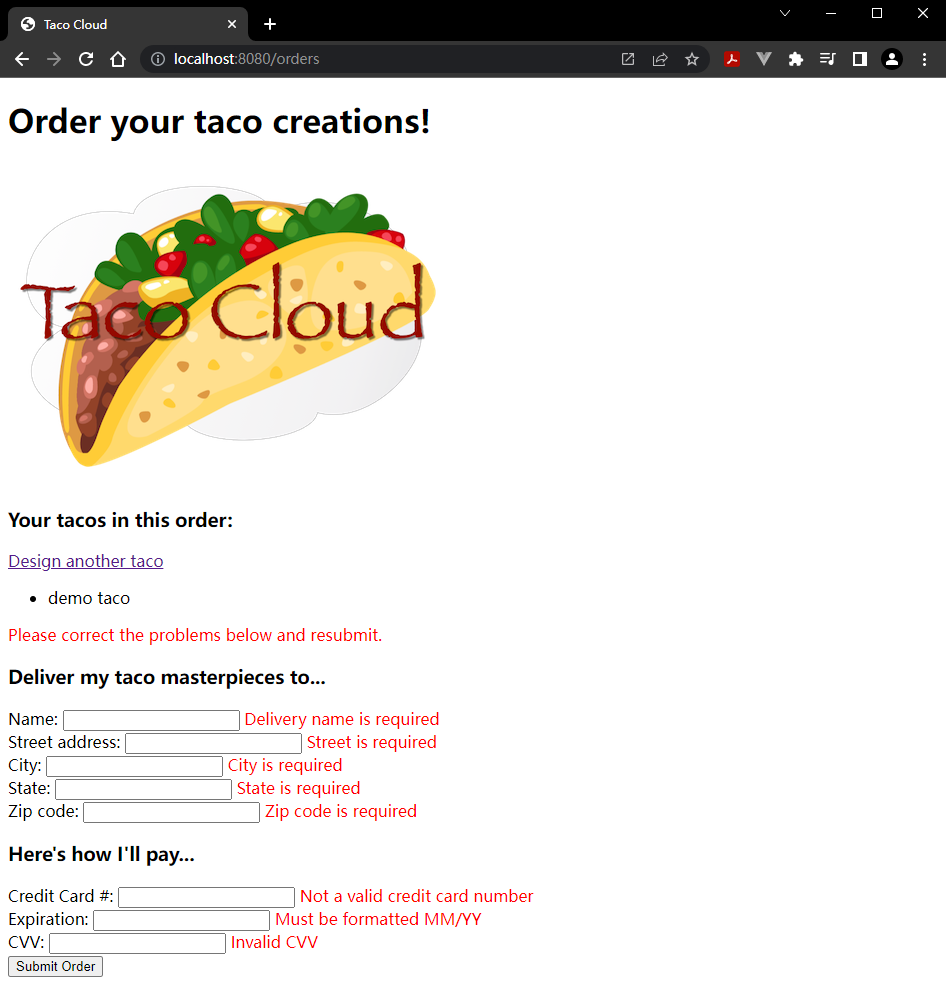 Taco Cloud
localhost:8080/orders
Order your taco creations!
Taco Cloud
Your tacos in this order:
Design another taco
• demo taco
Please correct the problems below and resubmit.
Deliver my taco masterpieces to...
Name: Delivery name is required
Street address: Street is required
City: City is required
State: State is required
Zip code: Zip code is required
Here's how I'll pay...
Credit Card #: Not a valid credit card number
Expiration: Must be formatted MM/YY
CVV: Invalid CVV
Submit Order